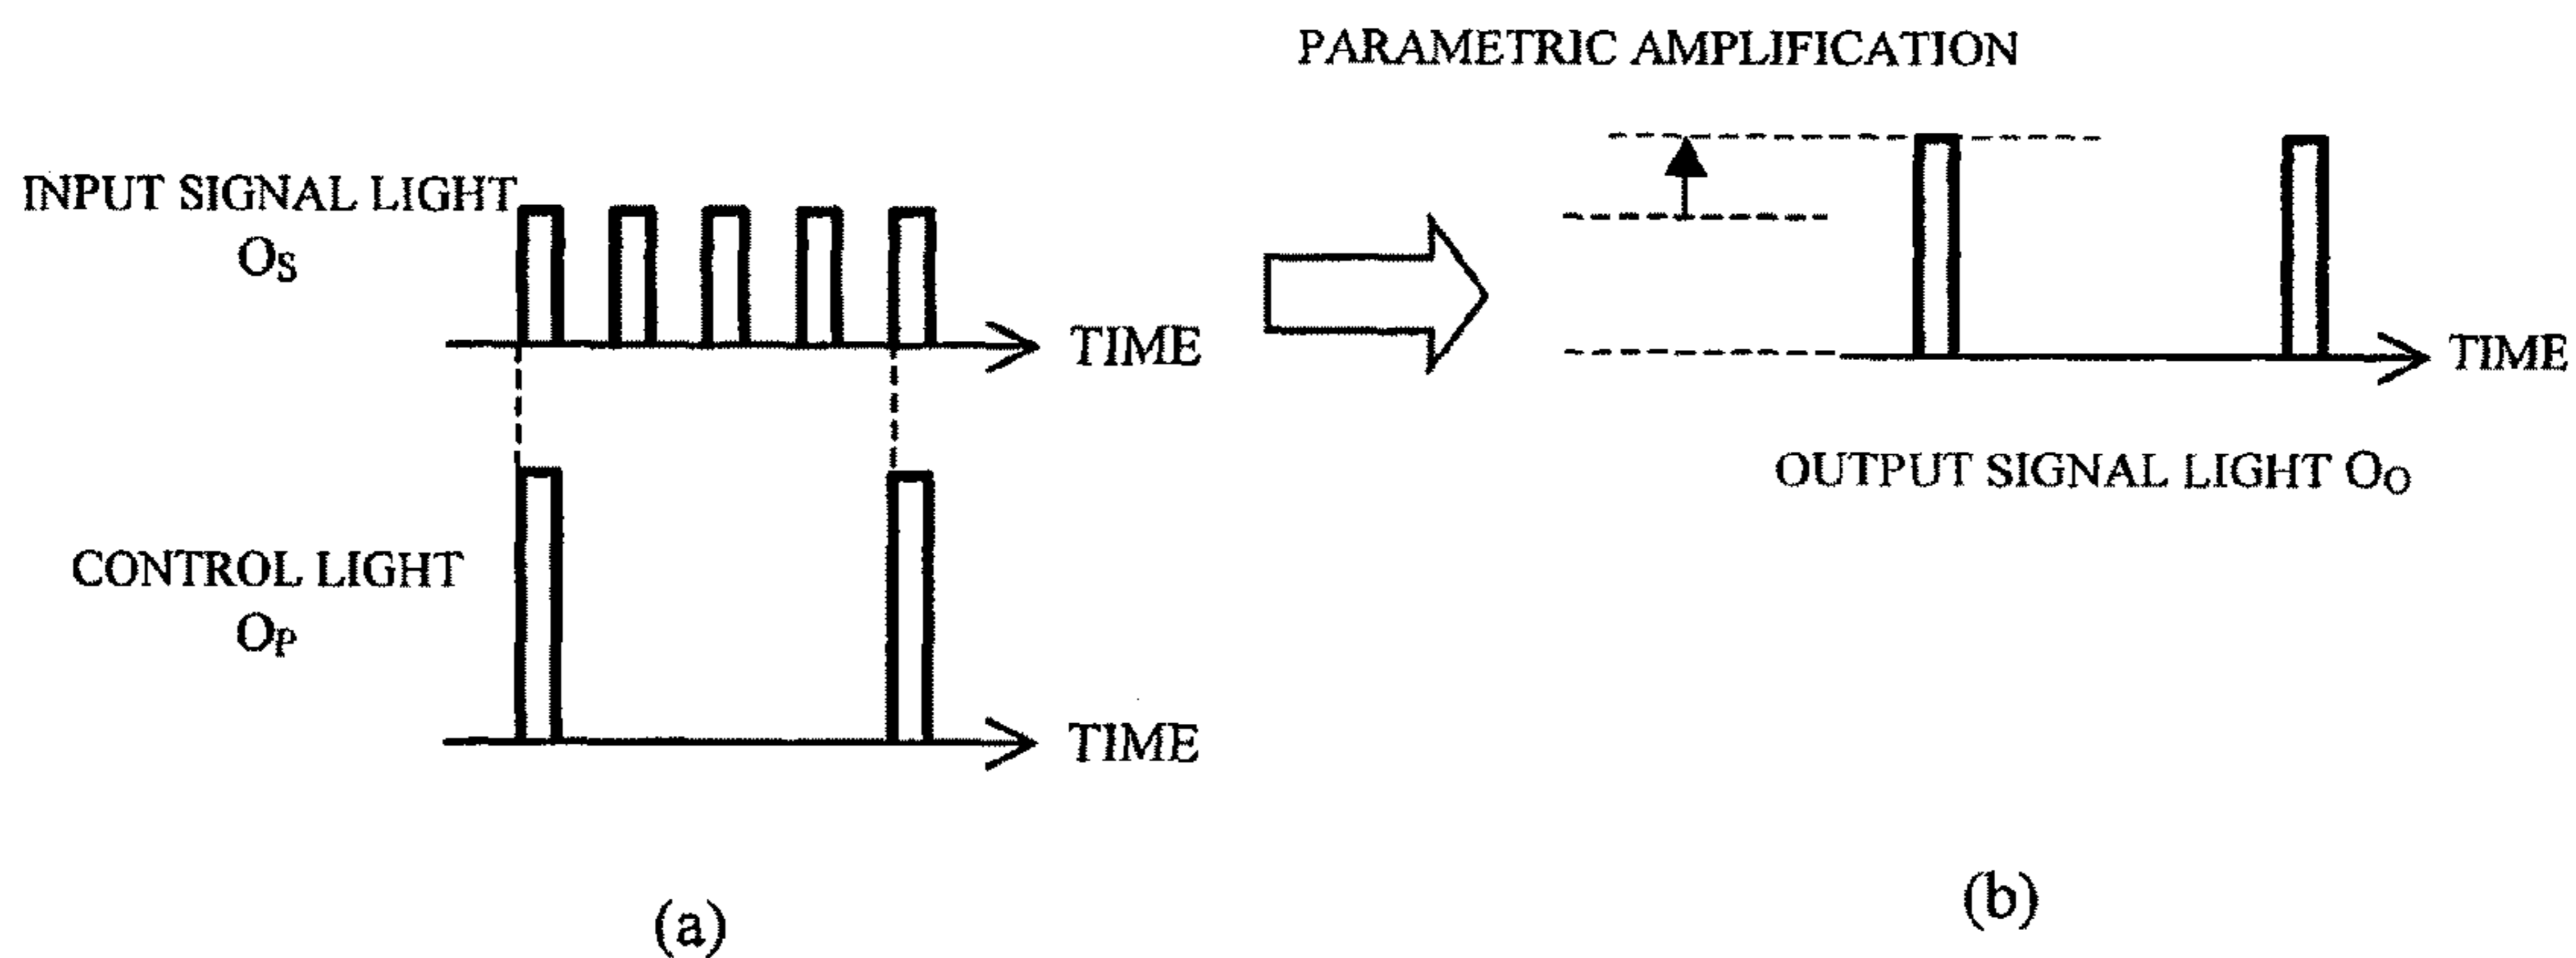 PARAMETRIC AMPLIFICATION
INPUT SIGNAL LIGHT
OS
TIME
TIME
OUTPUT SIGNAL LIGHT OO
CONTROL LIGHT
OP
TIME
(a)
(b)